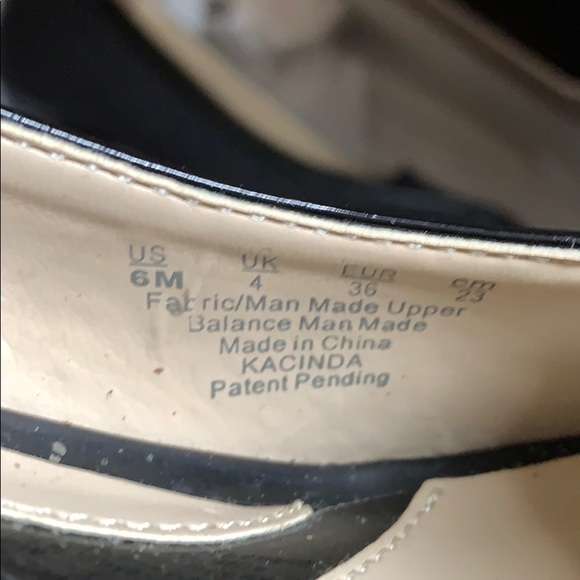 US UK EUR cm
6M 4 36 23
Fabric/Man Made Upper
Balance Man Made
Made in China
KACINDA
Patent Pending